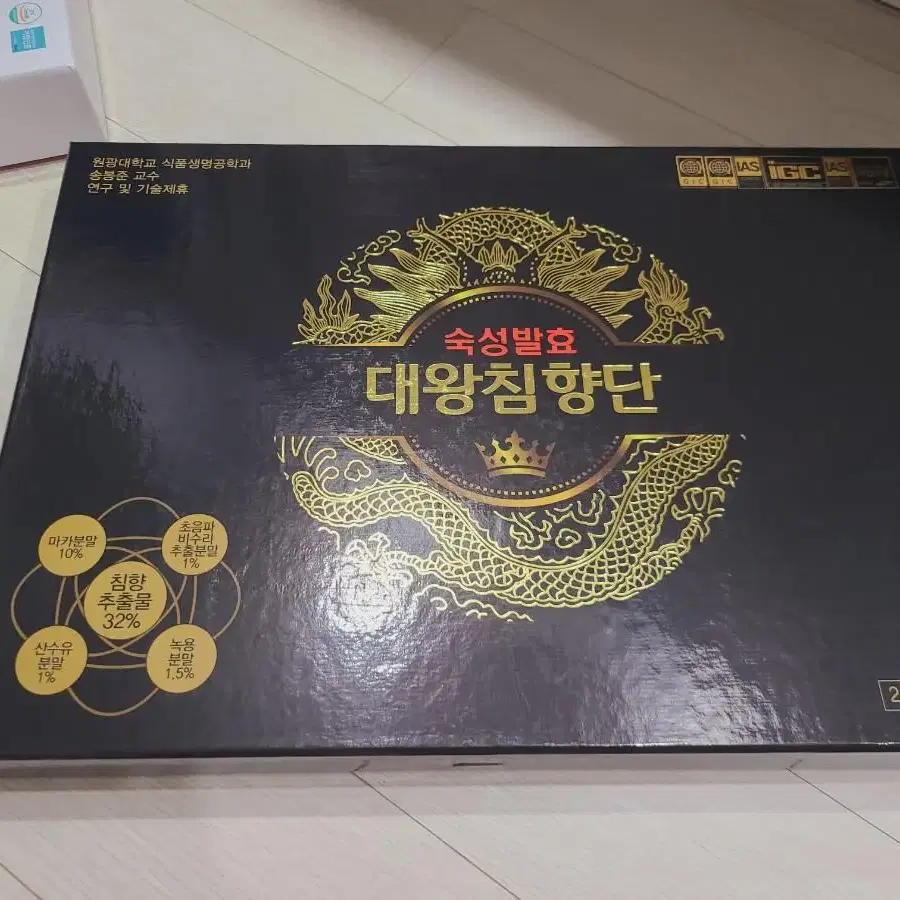 원광대학교 식품생명공학과
송봉준 교수
연구 및 기술제휴
GIC GIC IAS IGC IAS
숙성발효
대왕침향단
마카분말
10%
초음파
비수리
추출분말
1%
침향
추출물
32%
산수유
분말
1%
녹용
분말
1.5%
2